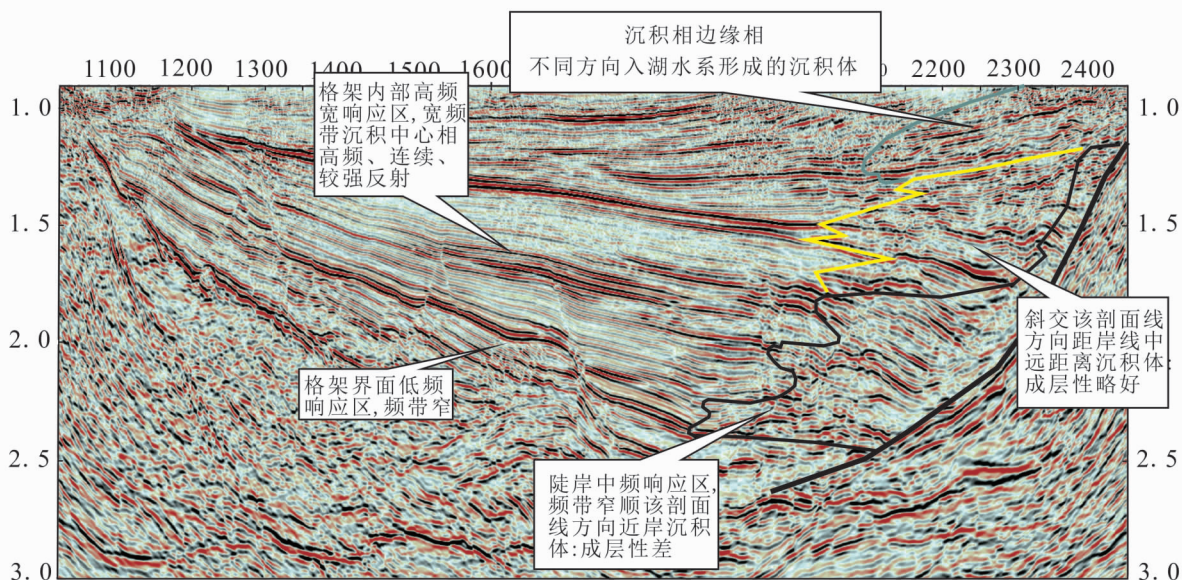 沉积相边缘相
不同方向入湖水系形成的沉积体
1100 1200 1300 1600 2200 2300 2400
格架内部高频
宽响应区,宽频
带沉积中心相
高频、连续、
较强反射
1.0 1.0
1.5 1.5
2.0 2.0
2.5 2.5
3.0 3.0
斜交该剖面线
方向距岸线中
远距离沉积体:
成层性略好
格架界面低频
响应区,频带窄
陡岸中频响应区,
频带窄顺该剖面
线方向近岸沉积
体:成层性差